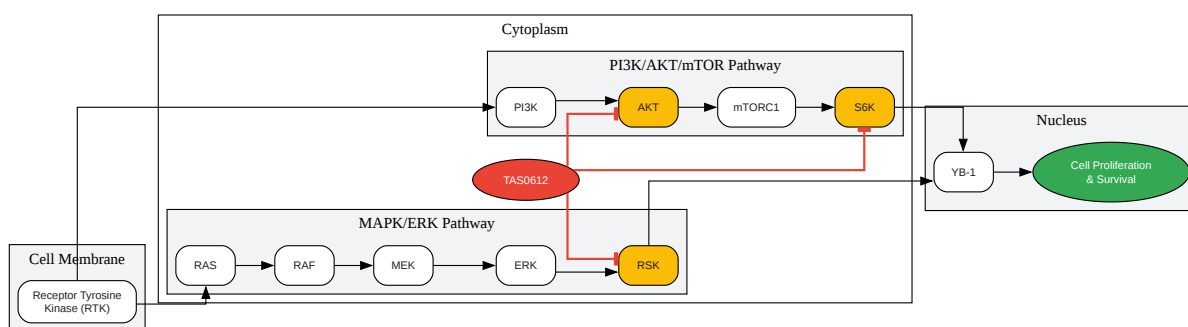 Cytoplasm
PI3K/AKT/mTOR Pathway
PI3K
AKT
mTORC1
S6K
Nucleus
YB-1
Cell Proliferation
& Survival
TAS0612
MAPK/ERK Pathway
RAS
RAF
MEK
ERK
RSK
Cell Membrane
Receptor Tyrosine
Kinase (RTK)